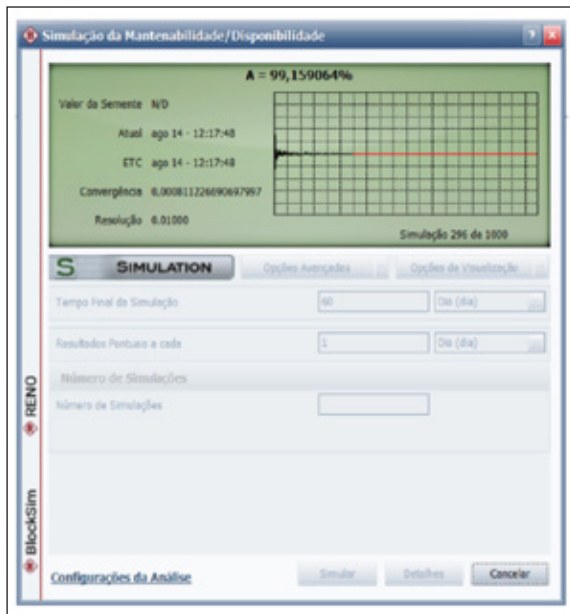 Simulação da Mantenabilidade/Disponibilidade
A = 99,159064%
Valor da Semente N/D
Atual ago 14 - 12:17:48
ETC ago 14 - 12:17:48
Convergência 0,000811226690697997
Resolução 0.01000
Simulação 296 de 1000
S SIMULATION
Opções Avançadas
Opções de Visualização
Tempo Final da Simulação 60 Dia (dia)
Resultados Pontuais a cada 1 Dia (dia)
Número de Simulações
Número de Simulações
BlockSim RENO
Configurações da Análise
Simular
Detalhes
Cancelar